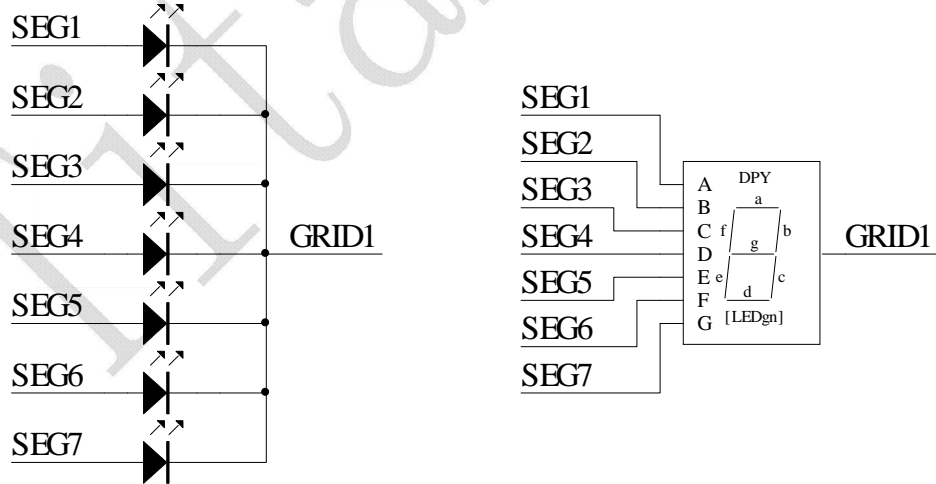 SEG1
SEG2
SEG3
SEG4
SEG5
SEG6
SEG7
GRID1
SEG1
SEG2
SEG3
SEG4
SEG5
SEG6
SEG7
A
B
C
D
E
F
G
DPY
a
f
b
g
e
c
d
[LEDgn]
GRID1